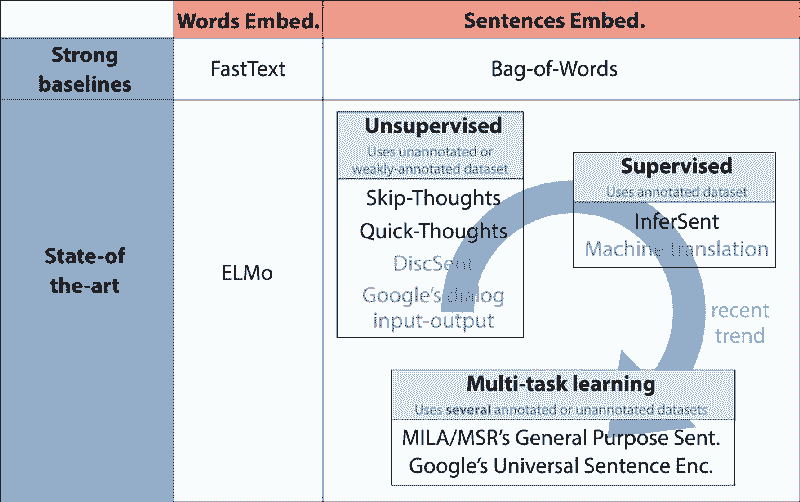 Words Embed.
Sentences Embed.
Strong
baselines
FastText
Bag-of-Words
State-of
the-art
ELMo
Unsupervised
Uses unannotated or
weakly-annotated dataset
Skip-Thoughts
Quick-Thoughts
DiscSent
Google's dialog
input-output
Supervised
Uses annotated dataset
InferSent
Machine translation
recent
trend
Multi-task learning
Uses several annotated or unannotated datasets
MILA/MSR's General Purpose Sent.
Google's Universal Sentence Enc.